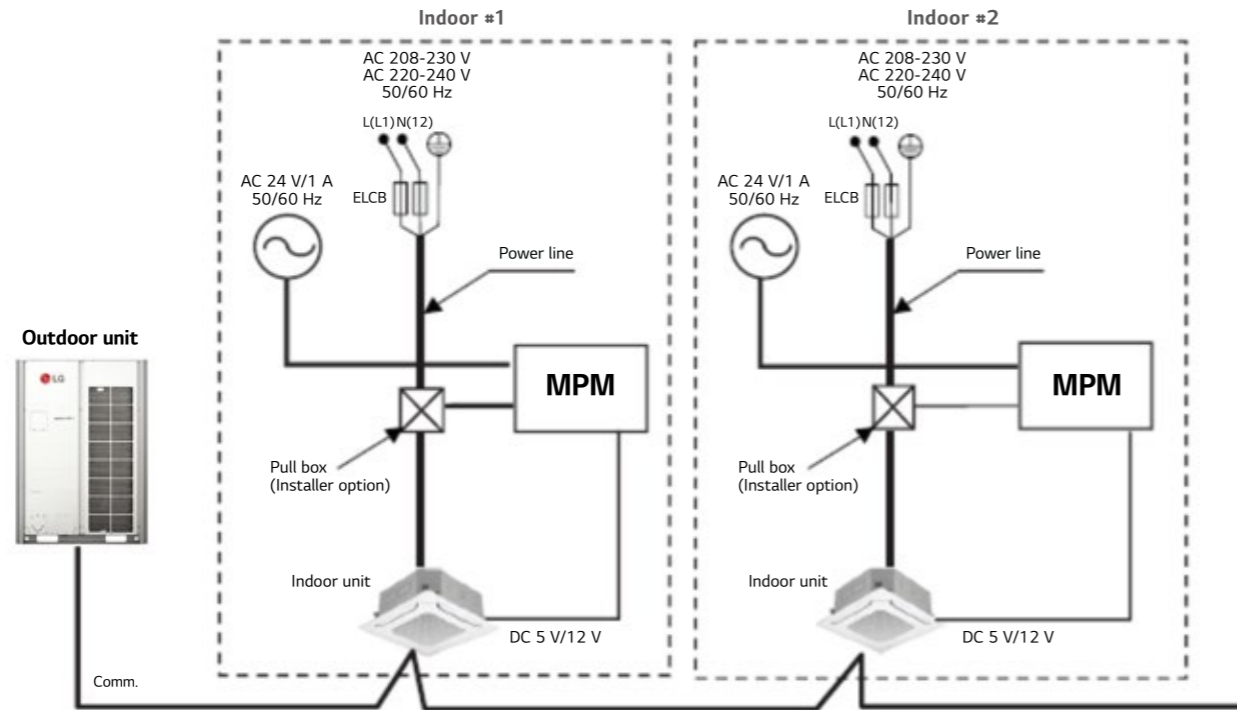 Indoor #1
Indoor #2
AC 208-230 V
AC 220-240 V
50/60 Hz
L(L1)N(12)
AC 24 V/1 A
50/60 Hz
ELCB
Power line
MPM
Pull box
(Installer option)
Indoor unit
DC 5 V/12 V
AC 208-230 V
AC 220-240 V
50/60 Hz
L(L1)N(12)
AC 24 V/1 A
50/60 Hz
ELCB
Power line
MPM
Pull box
(Installer option)
Indoor unit
DC 5 V/12 V
Outdoor unit
LG
Comm.